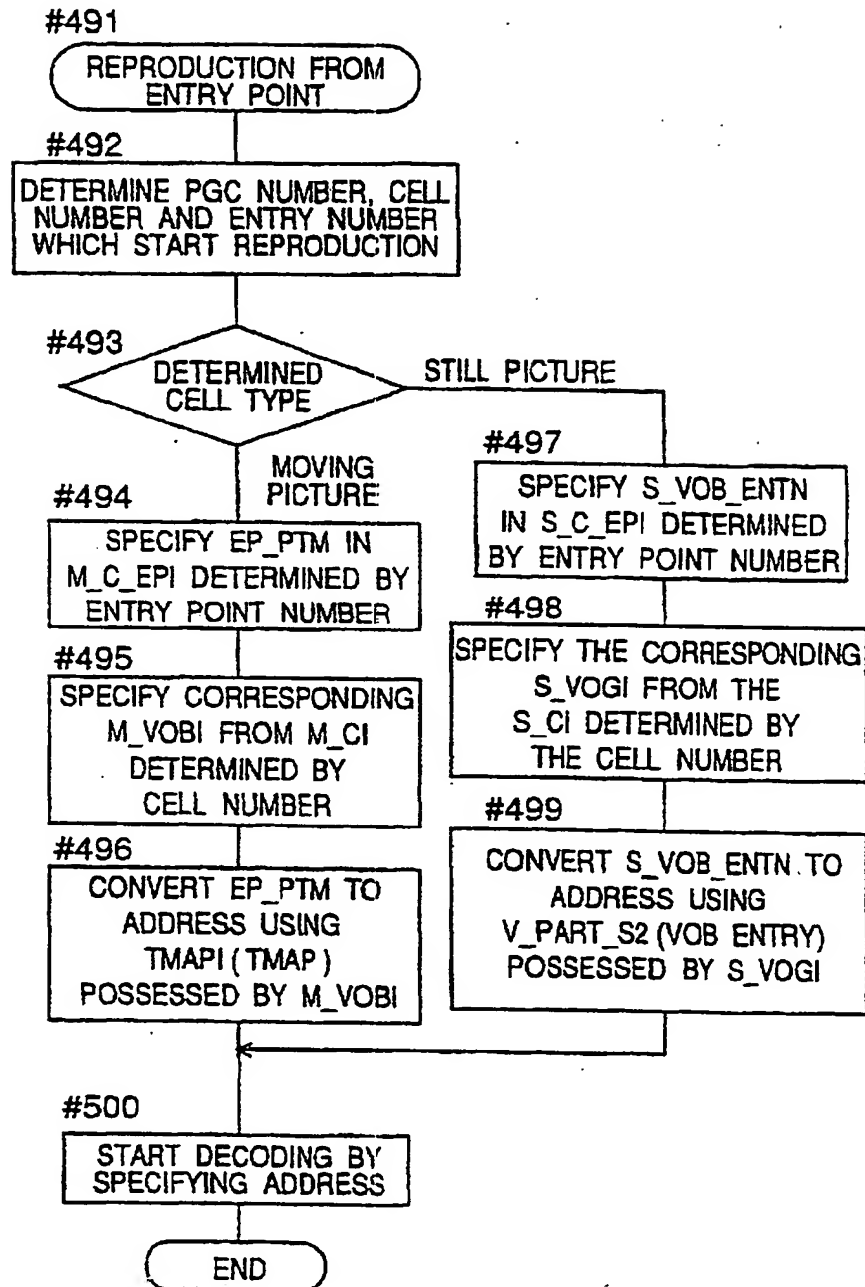 #491
REPRODUCTION FROM
ENTRY POINT
#492
DETERMINE PGC NUMBER, CELL
NUMBER AND ENTRY NUMBER
WHICH START REPRODUCTION
#493
DETERMINED
CELL TYPE
STILL PICTURE
MOVING
PICTURE
#494
SPECIFY EP_PTM IN
M_C_EPI DETERMINED BY
ENTRY POINT NUMBER
#495
SPECIFY CORRESPONDING
M_VOBI FROM M_CI
DETERMINED BY
CELL NUMBER
#496
CONVERT EP_PTM TO
ADDRESS USING
TMAPI (TMAP)
POSSESSED BY M_VOBI
#497
SPECIFY S_VOB_ENTN
IN S_C_EPI DETERMINED
BY ENTRY POINT NUMBER
#498
SPECIFY THE CORRESPONDING
S_VOGI FROM THE
S_CI DETERMINED BY
THE CELL NUMBER
#499
CONVERT S_VOB_ENTN TO
ADDRESS USING
V_PART_S2 (VOB ENTRY)
POSSESSED BY S_VOGI
#500
START DECODING BY
SPECIFYING ADDRESS
END